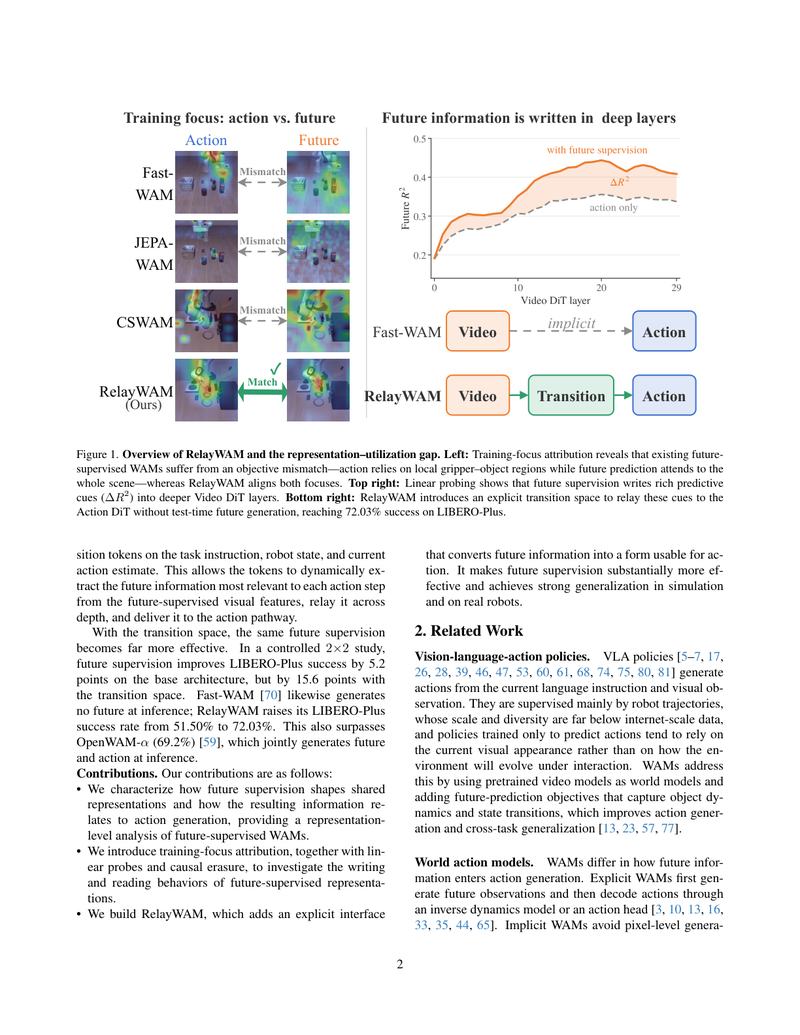 Training focus: action vs. future
Action Future
Fast-
WAM
Mismatch
JEPA-
WAM
Mismatch
CSWAM
Mismatch
RelayWAM
(Ours)
✓
Match
Future information is written in deep layers
0.5
0.4
0.3
0.2
Future R²
with future supervision
ΔR²
action only
0 10 20 29
Video DiT layer
Fast-WAM Video implicit Action
RelayWAM Video Transition Action
Figure 1. Overview of RelayWAM and the representation–utilization gap. Left: Training-focus attribution reveals that existing future-
supervised WAMs suffer from an objective mismatch—action relies on local gripper–object regions while future prediction attends to the
whole scene—whereas RelayWAM aligns both focuses. Top right: Linear probing shows that future supervision writes rich predictive
cues (ΔR²) into deeper Video DiT layers. Bottom right: RelayWAM introduces an explicit transition space to relay these cues to the
Action DiT without test-time future generation, reaching 72.03% success on LIBERO-Plus.
sition tokens on the task instruction, robot state, and current
action estimate. This allows the tokens to dynamically ex-
tract the future information most relevant to each action step
from the future-supervised visual features, relay it across
depth, and deliver it to the action pathway.
With the transition space, the same future supervision
becomes far more effective. In a controlled 2×2 study,
future supervision improves LIBERO-Plus success by 5.2
points on the base architecture, but by 15.6 points with
the transition space. Fast-WAM [70] likewise generates
no future at inference; RelayWAM raises its LIBERO-Plus
success rate from 51.50% to 72.03%. This also surpasses
OpenWAM-α (69.2%) [59], which jointly generates future
and action at inference.
Contributions. Our contributions are as follows:
• We characterize how future supervision shapes shared
representations and how the resulting information re-
lates to action generation, providing a representation-
level analysis of future-supervised WAMs.
• We introduce training-focus attribution, together with lin-
ear probes and causal erasure, to investigate the writing
and reading behaviors of future-supervised representa-
tions.
• We build RelayWAM, which adds an explicit interface
that converts future information into a form usable for ac-
tion. It makes future supervision substantially more ef-
fective and achieves strong generalization in simulation
and on real robots.
2. Related Work
Vision-language-action policies. VLA policies [5–7, 17,
26, 28, 39, 46, 47, 53, 60, 61, 68, 74, 75, 80, 81] generate
actions from the current language instruction and visual ob-
servation. They are supervised mainly by robot trajectories,
whose scale and diversity are far below internet-scale data,
and policies trained only to predict actions tend to rely on
the current visual appearance rather than on how the en-
vironment will evolve under interaction. WAMs address
this by using pretrained video models as world models and
adding future-prediction objectives that capture object dy-
namics and state transitions, which improves action gener-
ation and cross-task generalization [13, 23, 57, 77].
World action models. WAMs differ in how future infor-
mation enters action generation. Explicit WAMs first gen-
erate future observations and then decode actions through
an inverse dynamics model or an action head [3, 10, 13, 16,
33, 35, 44, 65]. Implicit WAMs avoid pixel-level genera-
2